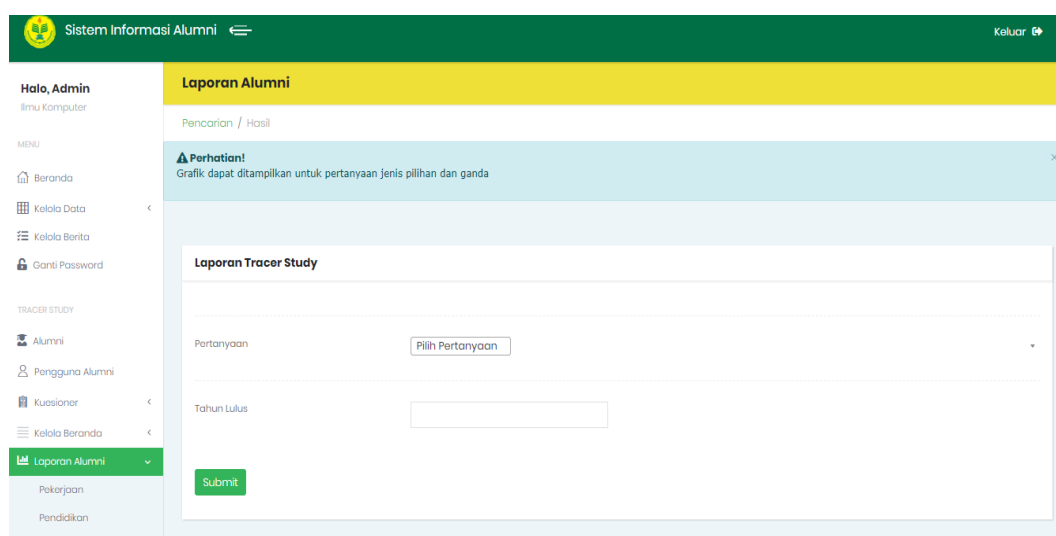 Sistem Informasi Alumni
Keluar
Halo, Admin
Ilmu Komputer
MENU
Beranda
Kelola Data
Kelola Berita
Ganti Password
TRACER STUDY
Alumni
Pengguna Alumni
Kuesioner
Kelola Beranda
Laporan Alumni
Pekerjaan
Pendidikan
Laporan Alumni
Pencarian / Hasil
Perhatian!
Grafik dapat ditampilkan untuk pertanyaan jenis pilihan dan ganda
Laporan Tracer Study
Pertanyaan
Pilih Pertanyaan
Tahun Lulus
Submit